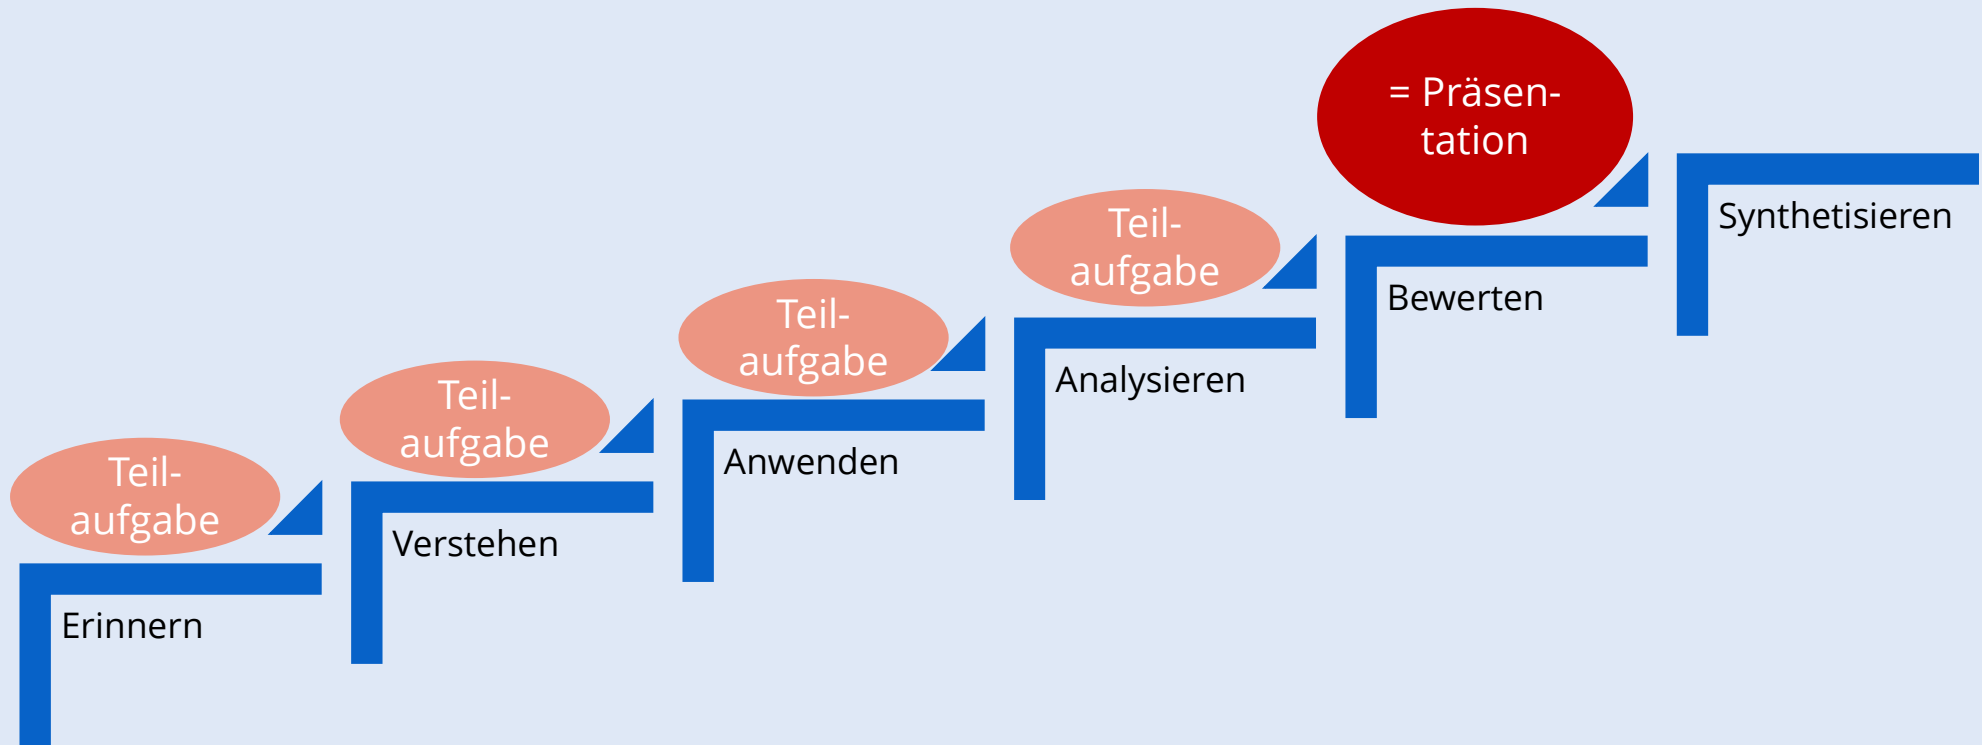 Teil-
aufgabe
Erinnern
Teil-
aufgabe
Verstehen
Teil-
aufgabe
Anwenden
Teil-
aufgabe
Analysieren
= Präsen-
tation
Bewerten
Synthetisieren